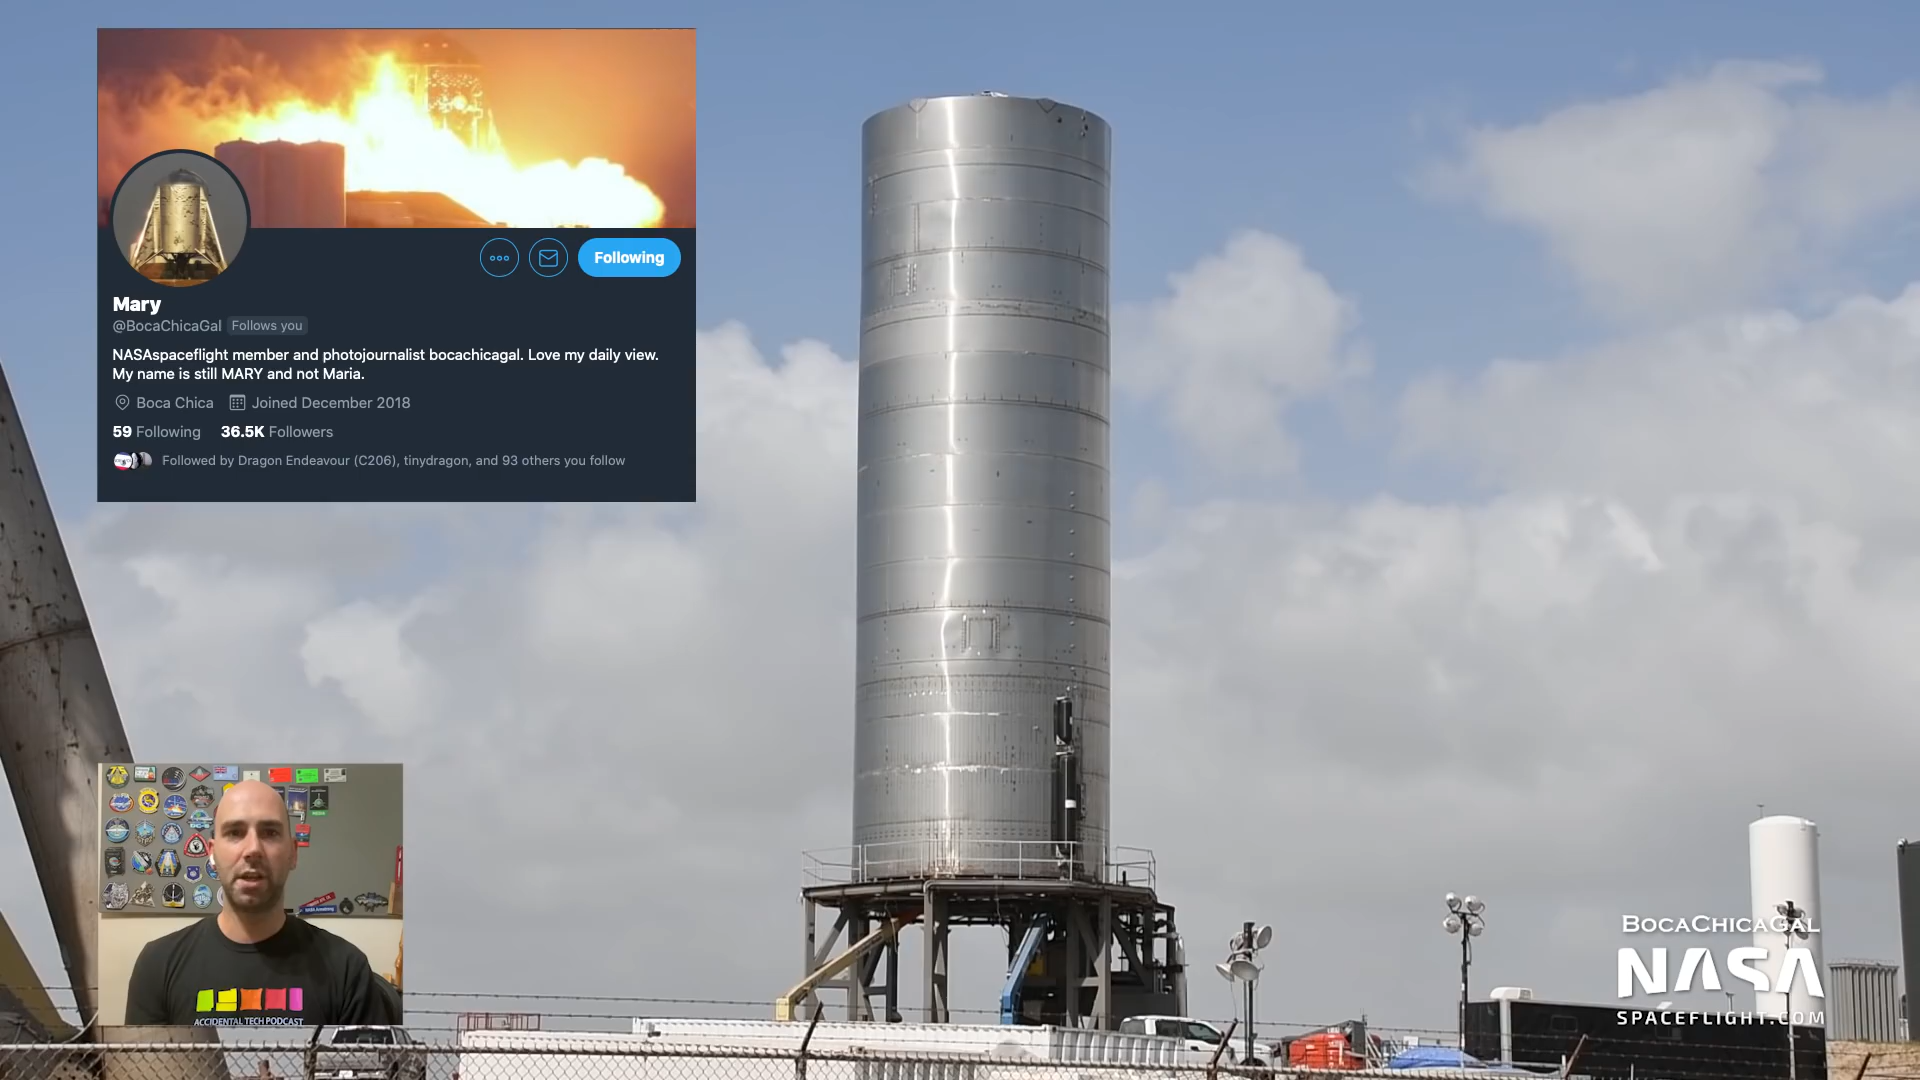 Following
Mary
@BocaChicaGal Follows you
NASAspaceflight member and photojournalist bocachicagal. Love my daily view.
My name is still MARY and not Maria.
Boca Chica Joined December 2018
59 Following 36.5K Followers
Followed by Dragon Endeavour (C206), tinydragon, and 93 others you follow
ACCIDENTAL TECH PODCAST
BOCACHICAGAL
NASA
SPACEFLIGHT.COM